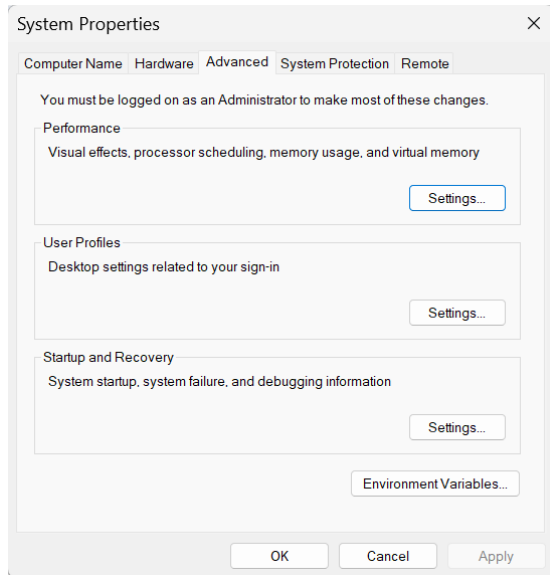 System Properties
Computer Name Hardware Advanced System Protection Remote
You must be logged on as an Administrator to make most of these changes.
Performance
Visual effects, processor scheduling, memory usage, and virtual memory
Settings...
User Profiles
Desktop settings related to your sign-in
Settings...
Startup and Recovery
System startup, system failure, and debugging information
Settings...
Environment Variables...
OK Cancel Apply